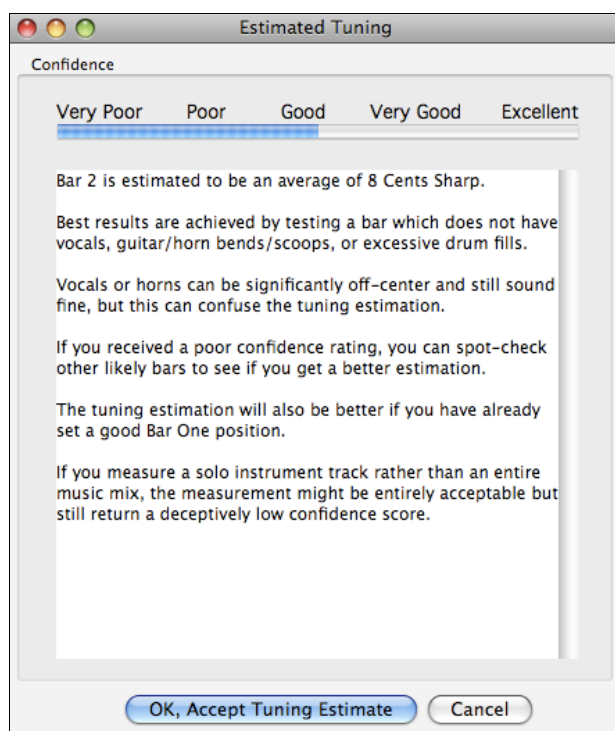 Estimated Tuning
Confidence
Very Poor Poor Good Very Good Excellent
Bar 2 is estimated to be an average of 8 Cents Sharp.
Best results are achieved by testing a bar which does not have
vocals, guitar/horn bends/scoops, or excessive drum fills.
Vocals or horns can be significantly off-center and still sound
fine, but this can confuse the tuning estimation.
If you received a poor confidence rating, you can spot-check
other likely bars to see if you get a better estimation.
The tuning estimation will also be better if you have already
set a good Bar One position.
If you measure a solo instrument track rather than an entire
music mix, the measurement might be entirely acceptable but
still return a deceptively low confidence score.
OK, Accept Tuning Estimate Cancel